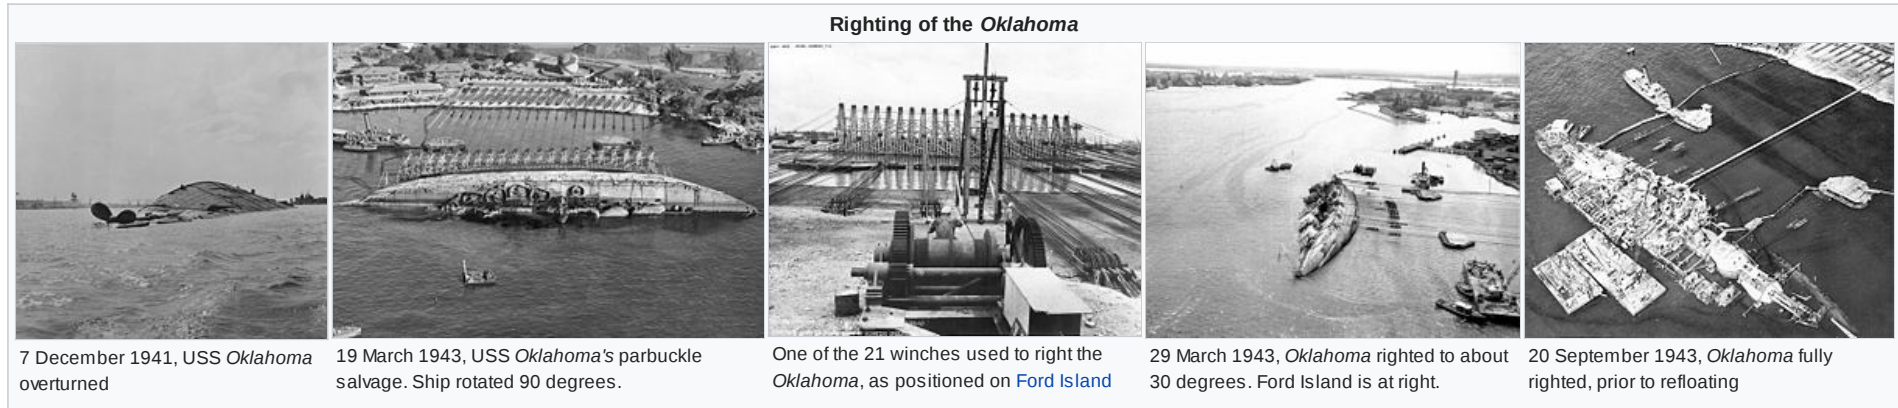 Righting of the Oklahoma
7 December 1941, USS Oklahoma
overturned
19 March 1943, USS Oklahoma's parbuckle
salvage. Ship rotated 90 degrees.
One of the 21 winches used to right the
Oklahoma, as positioned on Ford Island
29 March 1943, Oklahoma righted to about
30 degrees. Ford Island is at right.
20 September 1943, Oklahoma fully
righted, prior to refloating